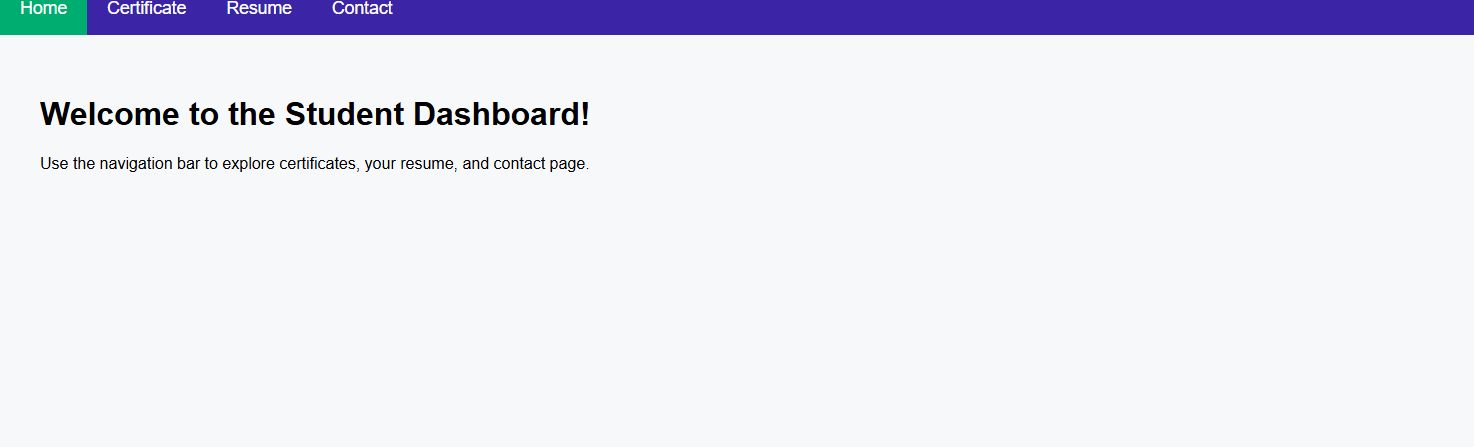 Home Certificate Resume Contact
Welcome to the Student Dashboard!
Use the navigation bar to explore certificates, your resume, and contact page.